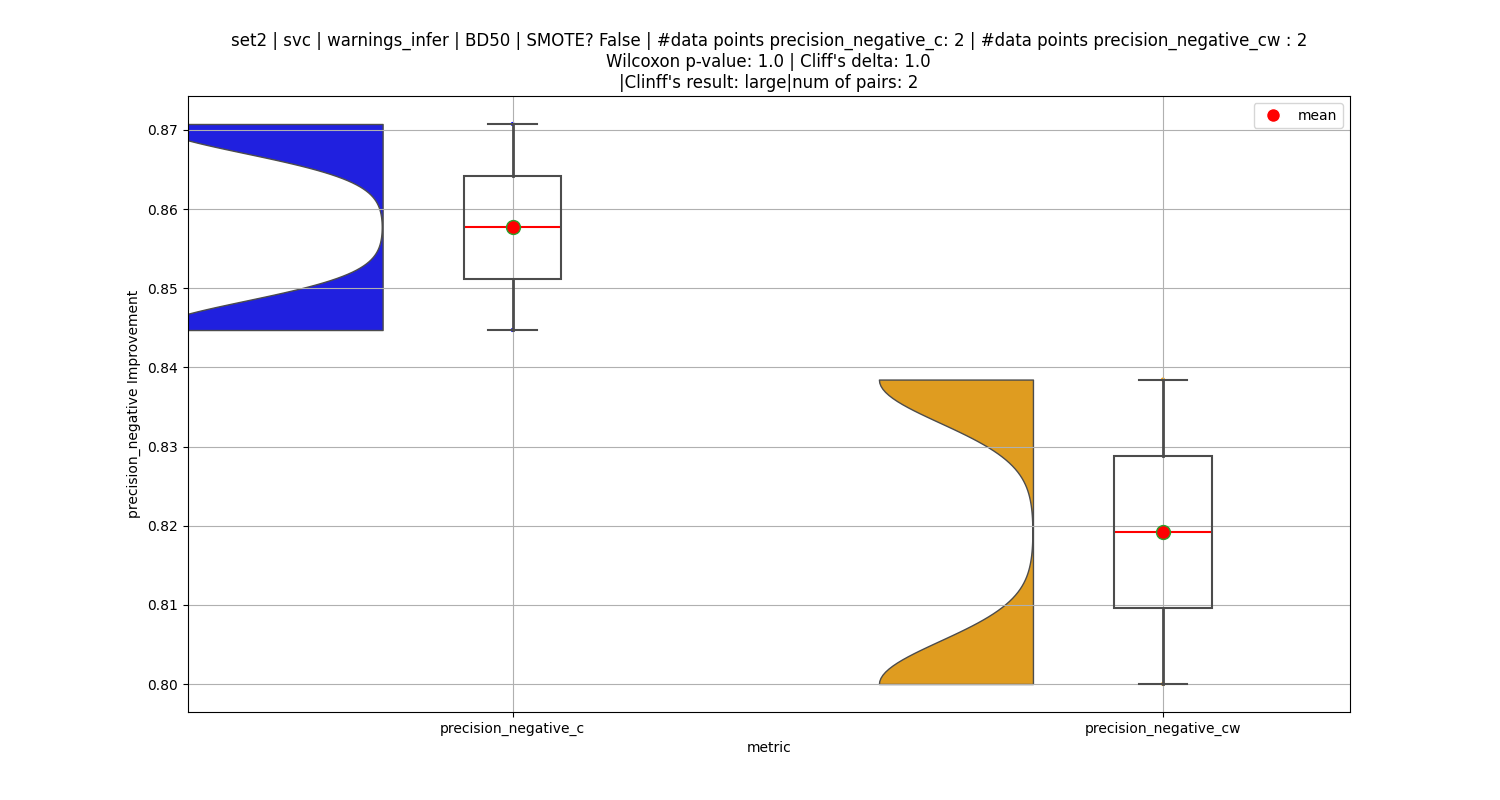 set2 | svc | warnings_infer | BD50 | SMOTE? False | #data points precision_negative_c: 2 | #data points precision_negative_cw : 2
Wilcoxon p-value: 1.0 | Cliff's delta: 1.0
|Clinff's result: large|num of pairs: 2
mean
0.87
0.86
0.85
0.84
0.83
0.82
0.81
0.80
precision_negative Improvement
precision_negative_c
precision_negative_cw
metric